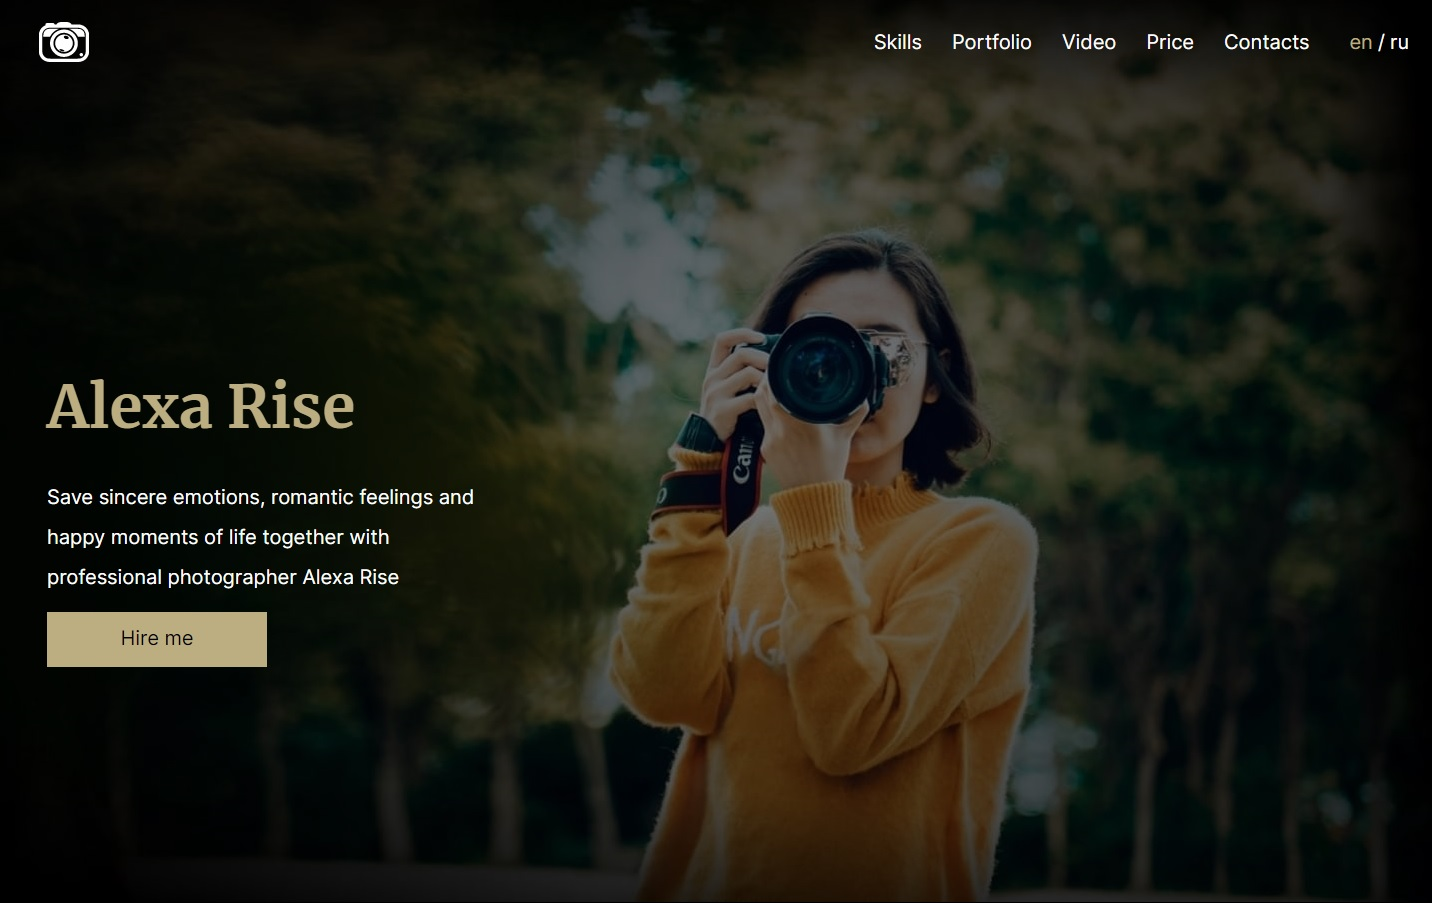 Skills Portfolio Video Price Contacts en / ru
Alexa Rise
Save sincere emotions, romantic feelings and
happy moments of life together with
professional photographer Alexa Rise
Hire me
Can
NG